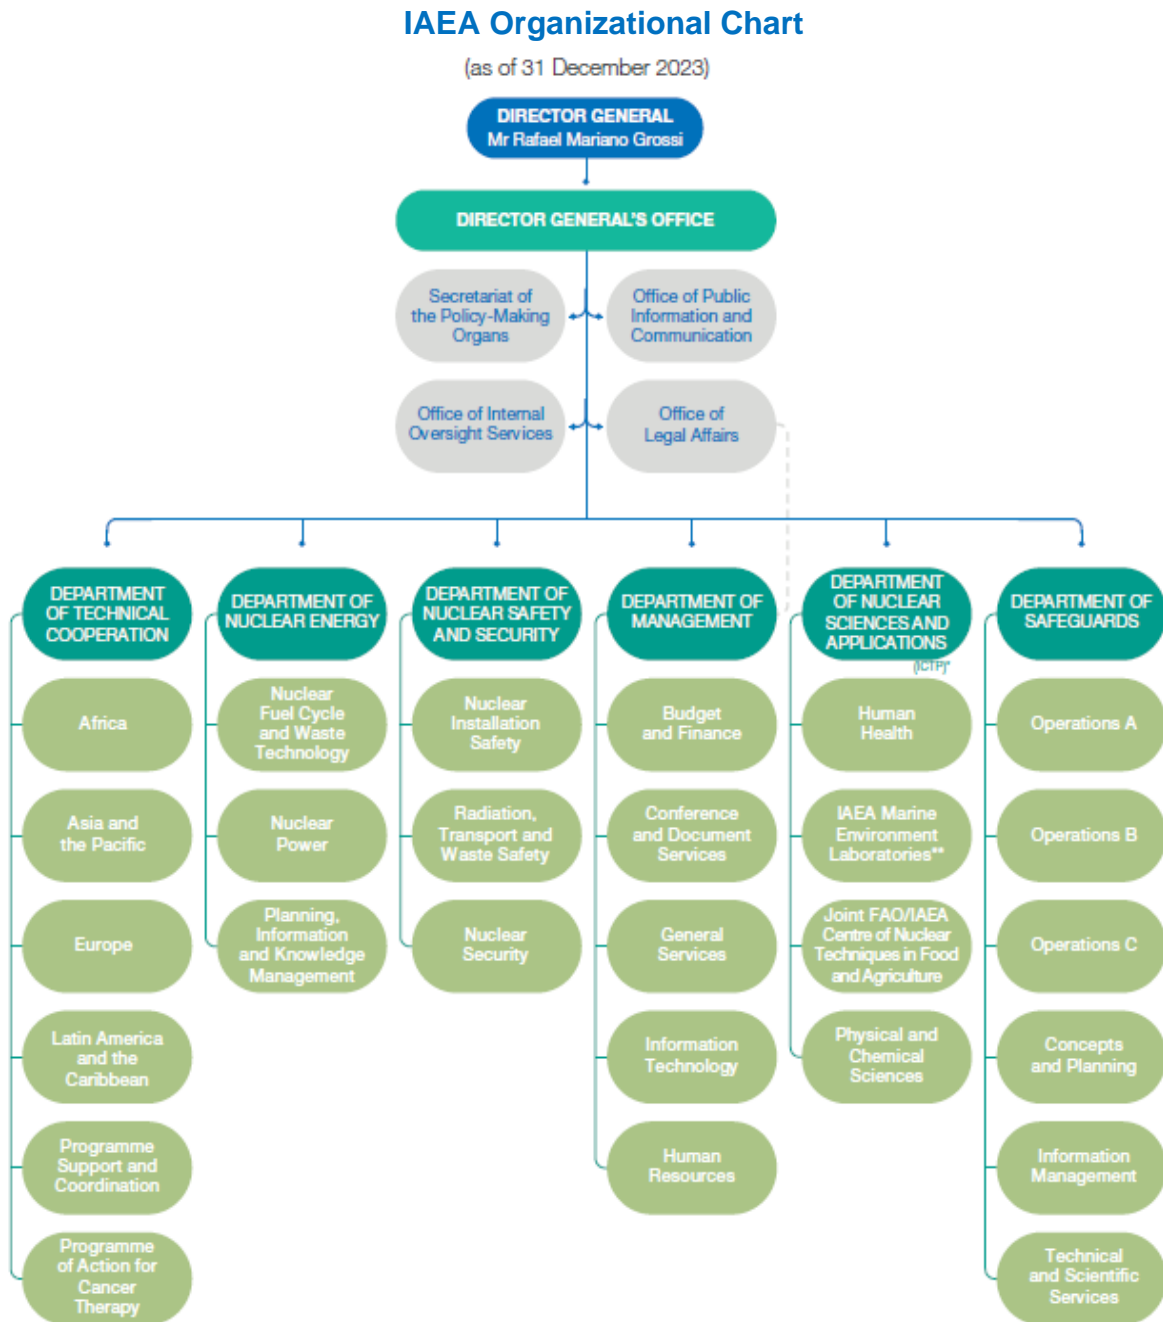 IAEA Organizational Chart
(as of 31 December 2023)
DIRECTOR GENERAL
Mr Rafael Mariano Grossi
DIRECTOR GENERAL'S OFFICE
Secretariat of
the Policy-Making
Organs
Office of Public
Information and
Communication
Office of Internal
Oversight Services
Office of
Legal Affairs
DEPARTMENT
OF TECHNICAL
COOPERATION
Africa
Asia and
the Pacific
Europe
Latin America
and the
Caribbean
Programme
Support and
Coordination
Programme
of Action for
Cancer
Therapy
DEPARTMENT OF
NUCLEAR ENERGY
Nuclear
Fuel Cycle
and Waste
Technology
Nuclear
Power
Planning,
Information
and Knowledge
Management
DEPARTMENT OF
NUCLEAR SAFETY
AND SECURITY
Nuclear
Installation
Safety
Radiation,
Transport and
Waste Safety
Nuclear
Security
DEPARTMENT OF
MANAGEMENT
Budget
and Finance
Conference
and Document
Services
General
Services
Information
Technology
Human
Resources
DEPARTMENT
OF NUCLEAR
SCIENCES AND
APPLICATIONS
(ICTP)*
Human
Health
IAEA Marine
Environment
Laboratories**
Joint FAO/IAEA
Centre of Nuclear
Techniques in Food
and Agriculture
Physical and
Chemical
Sciences
DEPARTMENT OF
SAFEGUARDS
Operations A
Operations B
Operations C
Concepts
and Planning
Information
Management
Technical
and Scientific
Services